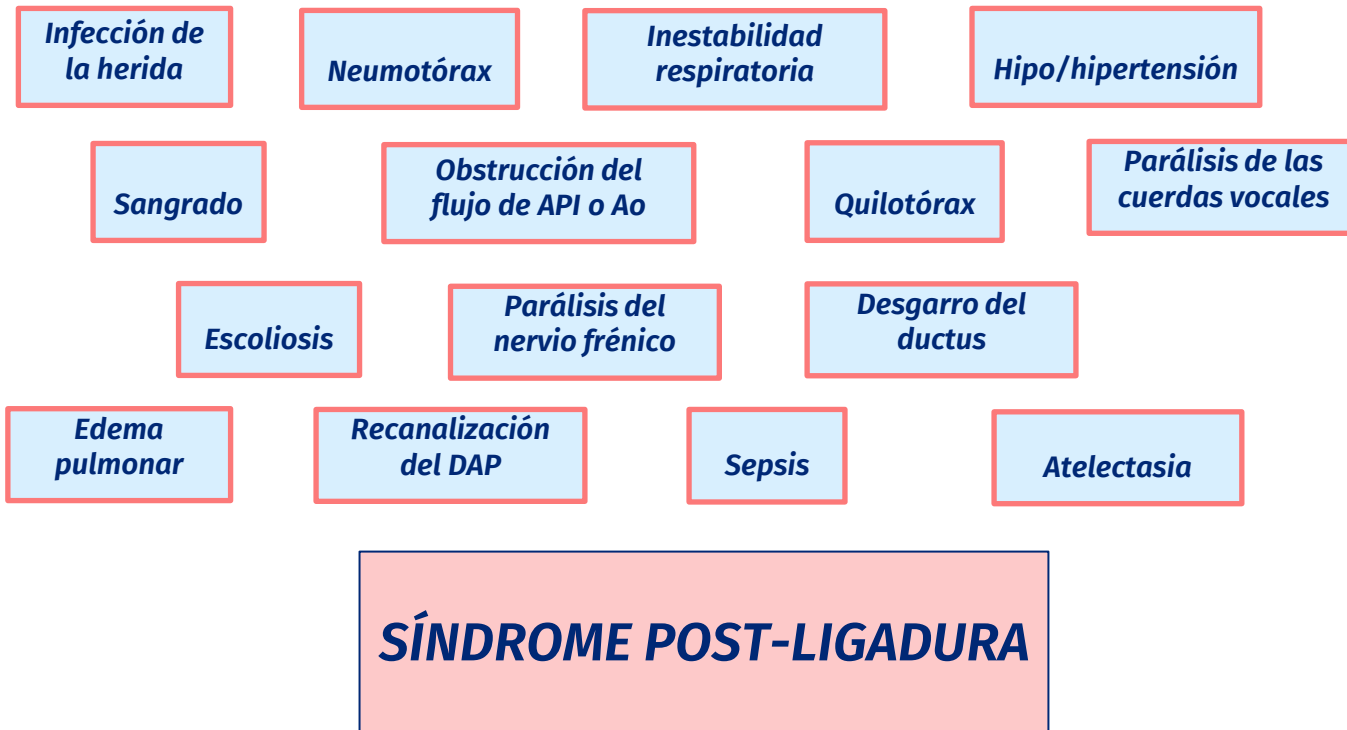 Infección de
la herida
Neumotórax
Inestabilidad
respiratoria
Hipo/hipertensión
Sangrado
Obstrucción del
flujo de API o Ao
Quilotórax
Parálisis de las
cuerdas vocales
Escoliosis
Parálisis del
nervio frénico
Desgarro del
ductus
Edema
pulmonar
Recanalización
del DAP
Sepsis
Atelectasia
SÍNDROME POST-LIGADURA